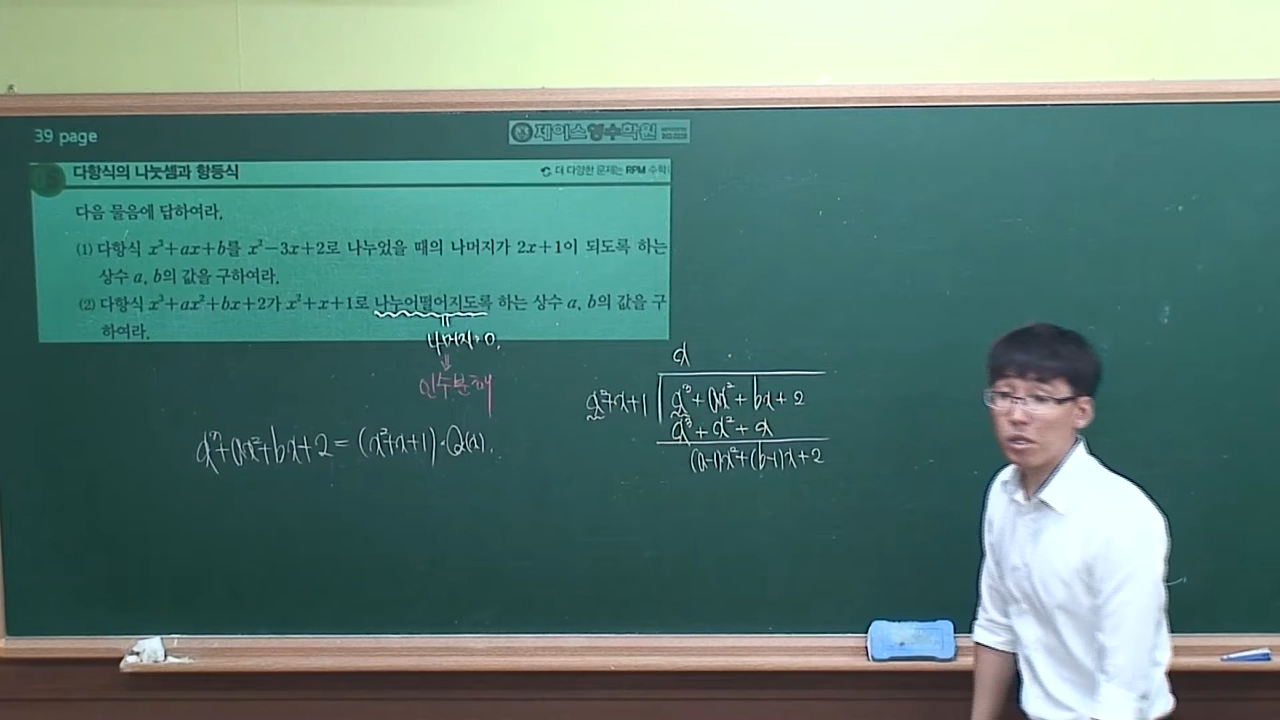 39 page
제이스영수학원
다항식의 나눗셈과 항등식
더 다양한 문제는 RPM 수학
다음 물음에 답하여라.
(1) 다항식 x³+ax+b를 x²−3x+2로 나누었을 때의 나머지가 2x+1이 되도록 하는
상수 a, b의 값을 구하여라.
(2) 다항식 x³+ax²+bx+2가 x²+x+1로 나누어떨어지도록 하는 상수 a, b의 값을 구
하여라.
나머지=0.
인수분해
x³+ax²+bx+2=(x²+x+1)·Q(x).
x
x²+x+1 x³+ax²+bx+2
x³+x²+x
(a-1)x²+(b-1)x+2